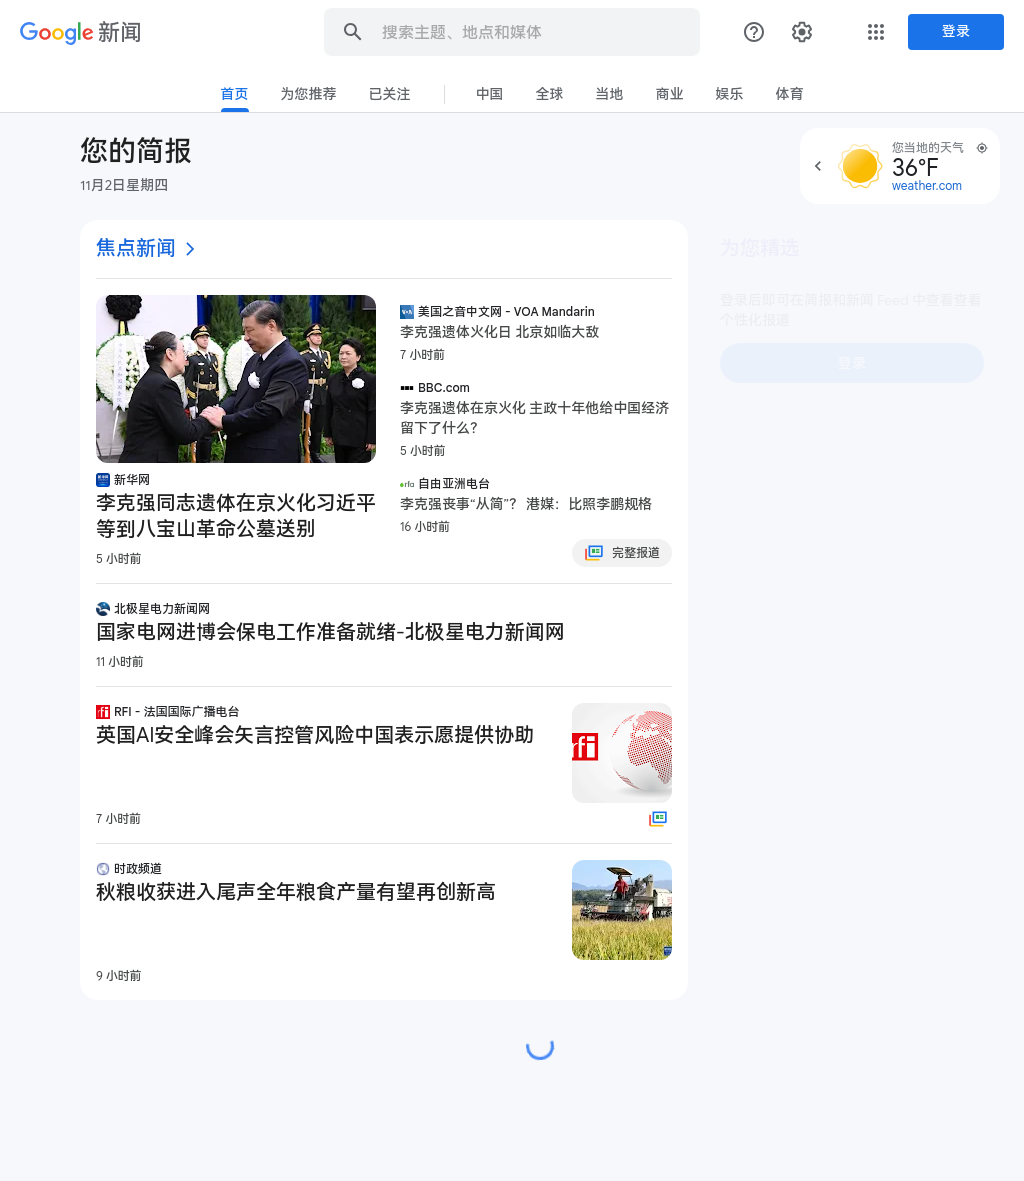 Google 新闻
搜索主题、地点和媒体
登录
首页
为您推荐
已关注
中国
全球
当地
商业
娱乐
体育
您的简报
11月2日星期四
您当地的天气
36°F
weather.com
焦点新闻
新华网
李克强同志遗体在京火化习近平
等到八宝山革命公墓送别
5 小时前
VOA
美国之音中文网 - VOA Mandarin
李克强遗体火化日 北京如临大敌
7 小时前
BBC.com
李克强遗体在京火化 主政十年他给中国经济
留下了什么？
5 小时前
rfa
自由亚洲电台
李克强丧事“从简”？ 港媒：比照李鹏规格
16 小时前
完整报道
北极星电力新闻网
国家电网进博会保电工作准备就绪-北极星电力新闻网
11 小时前
rfi
RFI - 法国国际广播电台
英国AI安全峰会矢言控管风险中国表示愿提供协助
rfi
7 小时前
时政频道
秋粮收获进入尾声全年粮食产量有望再创新高
9 小时前
为您精选
登录后即可在简报和新闻 Feed 中查看查看
个性化报道
登录